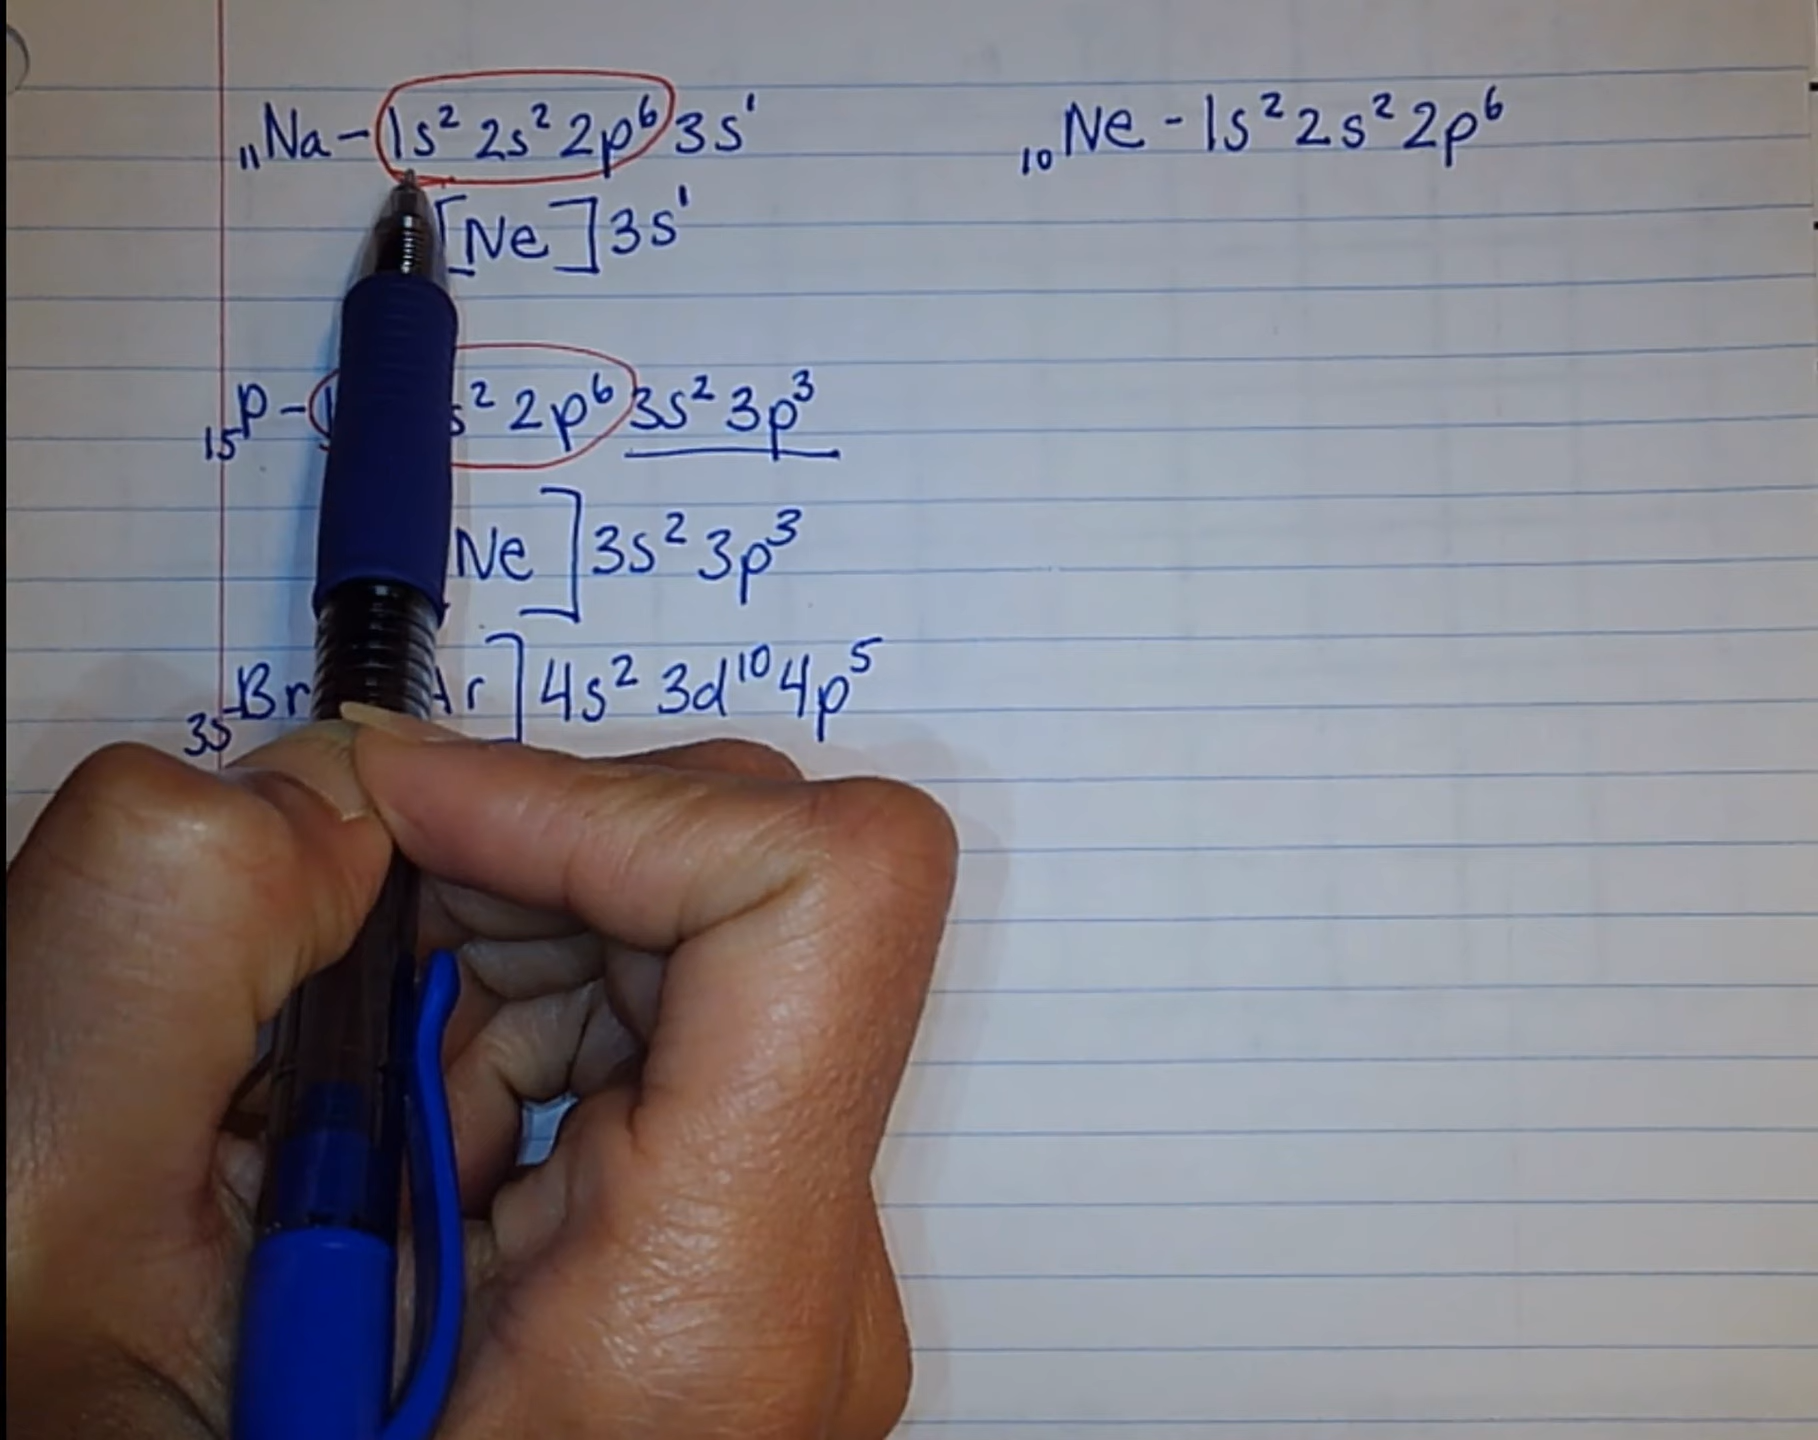 ₁₁Na - 1s² 2s² 2p⁶ 3s¹
[Ne] 3s¹
₁₅P - s² 2p⁶ 3s² 3p³
Ne] 3s² 3p³
₃₅Br Ar] 4s² 3d¹⁰ 4p⁵
₁₀Ne - 1s² 2s² 2p⁶